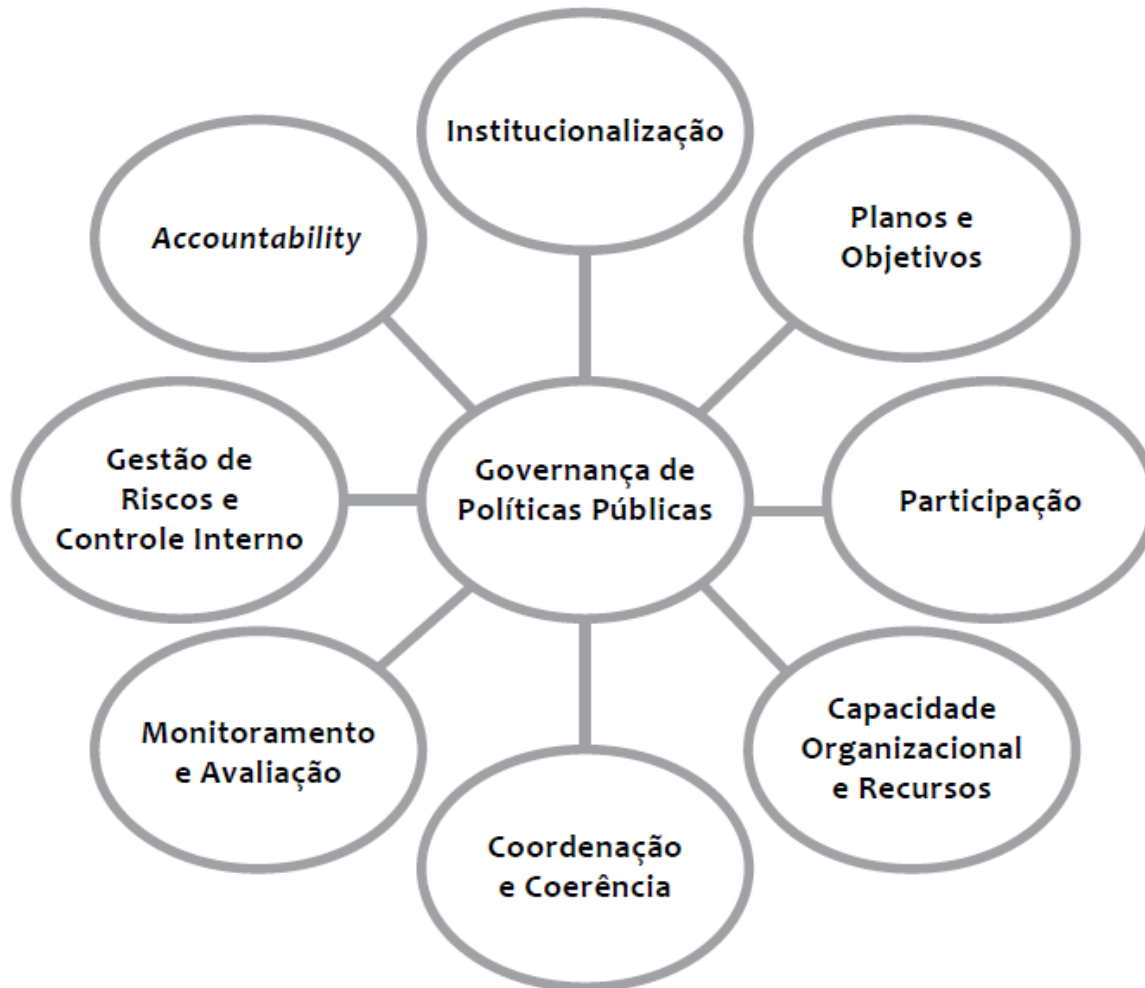 Institucionalização
Accountability
Planos e
Objetivos
Gestão de
Riscos e
Controle Interno
Governança de
Políticas Públicas
Participação
Monitoramento
e Avaliação
Capacidade
Organizacional
e Recursos
Coordenação
e Coerência